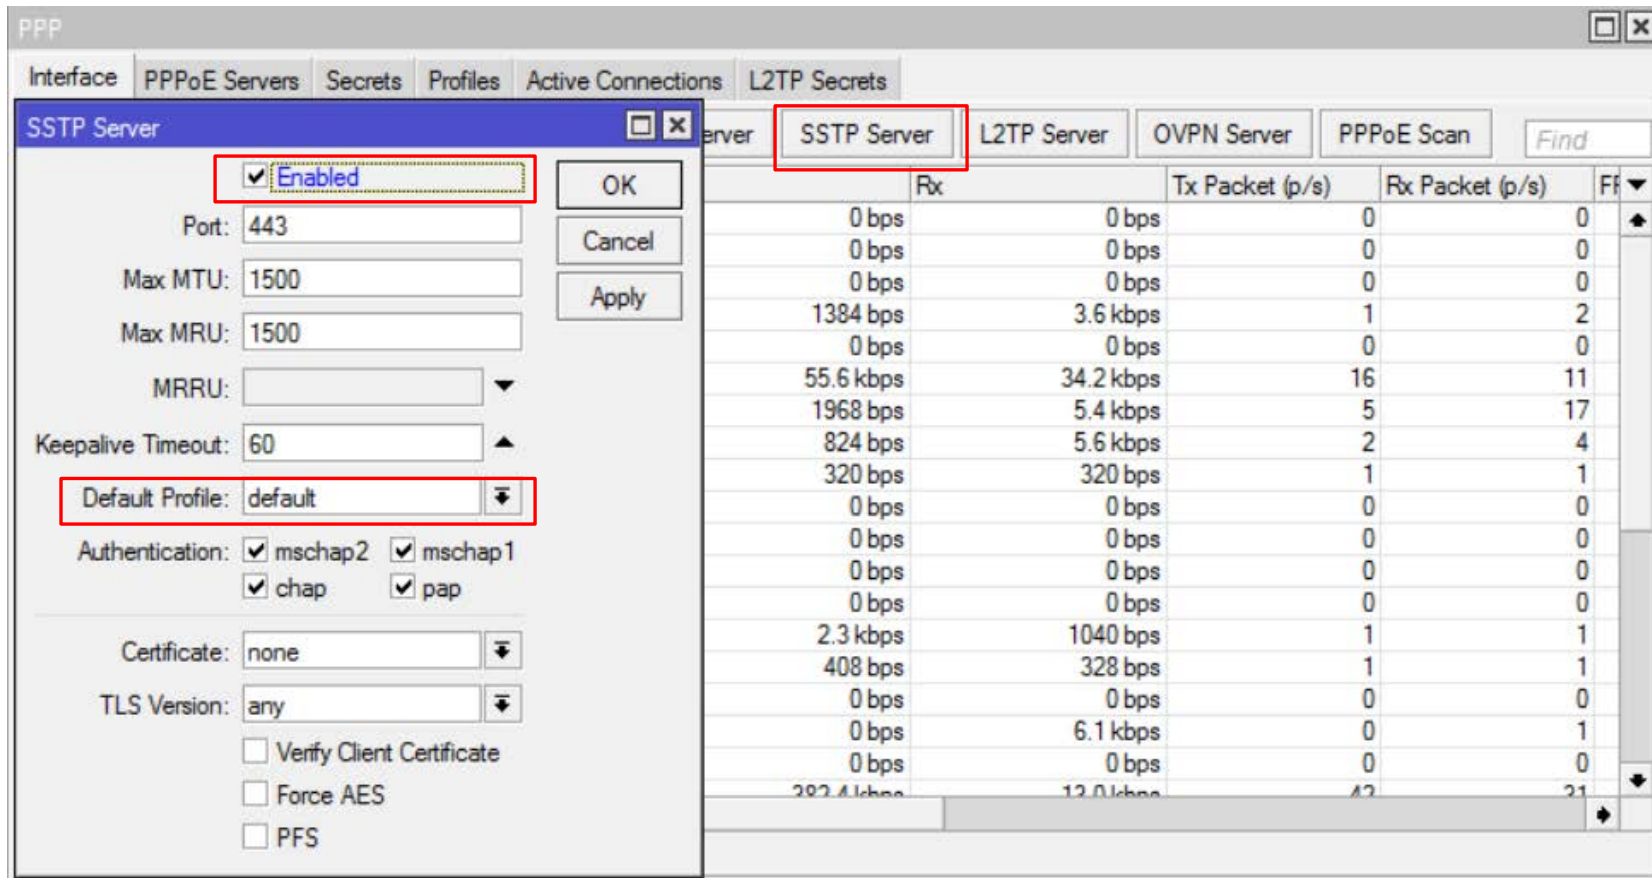 PPP
Interface PPPoE Servers Secrets Profiles Active Connections L2TP Secrets
SSTP Server
erver SSTP Server L2TP Server OVPN Server PPPoE Scan Find
Enabled
OK
Port: 443
Cancel
Max MTU: 1500
Apply
Max MRU: 1500
MRRU:
Keepalive Timeout: 60
Default Profile: default
Authentication: mschap2 mschap1
chap pap
Certificate: none
TLS Version: any
Verify Client Certificate
Force AES
PFS
Rx Tx Packet (p/s) Rx Packet (p/s) FF
0 bps 0 bps 0 0
0 bps 0 bps 0 0
0 bps 0 bps 0 0
1384 bps 3.6 kbps 1 2
0 bps 0 bps 0 0
55.6 kbps 34.2 kbps 16 11
1968 bps 5.4 kbps 5 17
824 bps 5.6 kbps 2 4
320 bps 320 bps 1 1
0 bps 0 bps 0 0
0 bps 0 bps 0 0
0 bps 0 bps 0 0
0 bps 0 bps 0 0
2.3 kbps 1040 bps 1 1
408 bps 328 bps 1 1
0 bps 0 bps 0 0
0 bps 6.1 kbps 0 1
0 bps 0 bps 0 0